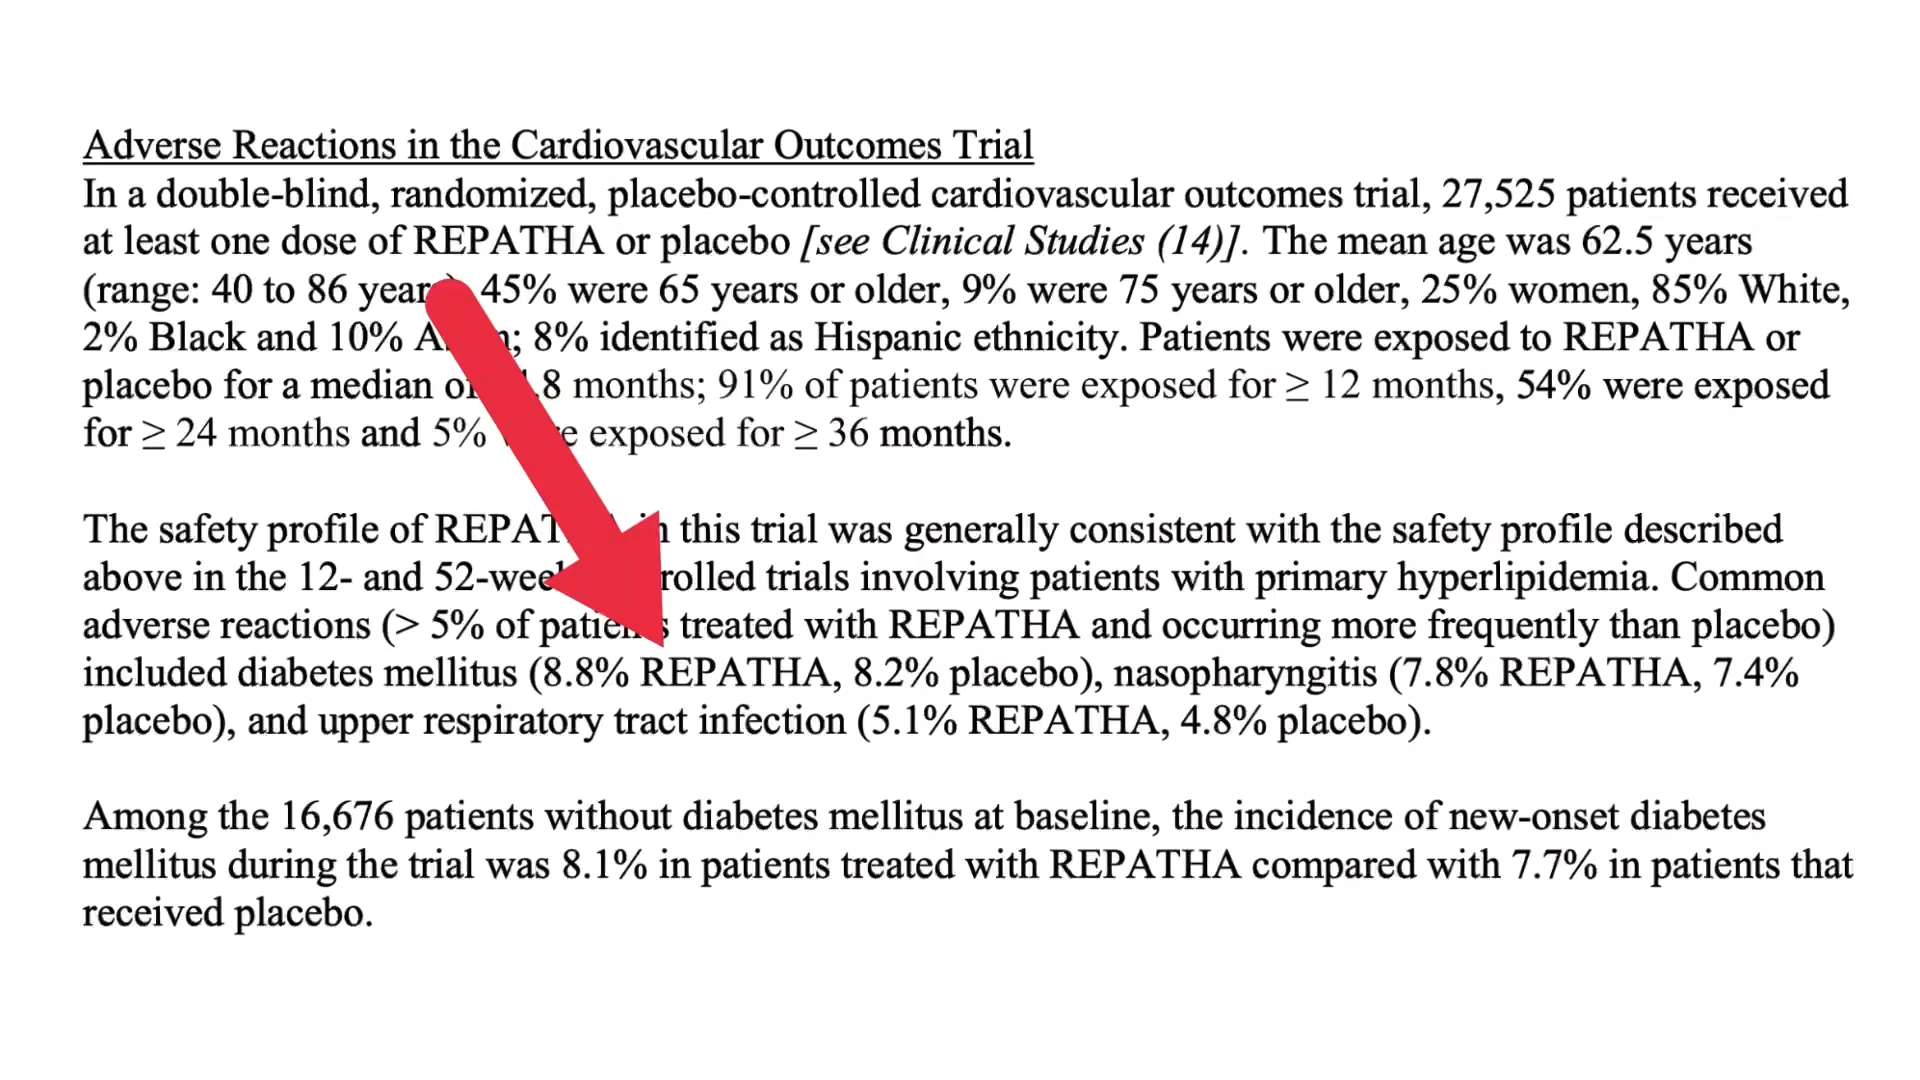 Adverse Reactions in the Cardiovascular Outcomes Trial
In a double-blind, randomized, placebo-controlled cardiovascular outcomes trial, 27,525 patients received
at least one dose of REPATHA or placebo [see Clinical Studies (14)]. The mean age was 62.5 years
(range: 40 to 86 45% were 65 years or older, 9% were 75 years or older, 25% women, 85% White,
2% Black and 10% 8% identified as Hispanic ethnicity. Patients were exposed to REPATHA or
placebo for a median months; 91% of patients were exposed for ≥ 12 months, 54% were exposed
for ≥ 24 months and 5% exposed for ≥ 36 months.
The safety profile of this trial was generally consistent with the safety profile described
above in the 12- and trials involving patients with primary hyperlipidemia. Common
adverse reactions (> 5% of patients treated with REPATHA and occurring more frequently than placebo)
included diabetes mellitus (8.8% REPATHA, 8.2% placebo), nasopharyngitis (7.8% REPATHA, 7.4%
placebo), and upper respiratory tract infection (5.1% REPATHA, 4.8% placebo).
Among the 16,676 patients without diabetes mellitus at baseline, the incidence of new-onset diabetes
mellitus during the trial was 8.1% in patients treated with REPATHA compared with 7.7% in patients that
received placebo.